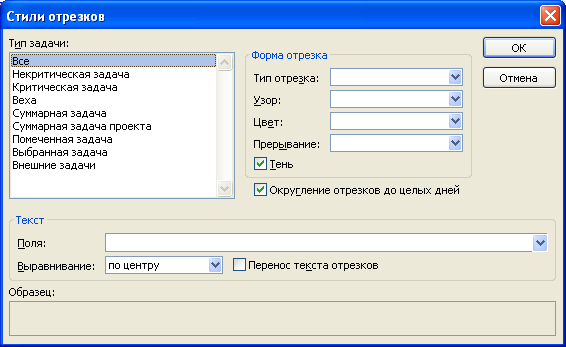 Стили отрезков
Тип задачи:
Все
Некритическая задача
Критическая задача
Веха
Суммарная задача
Суммарная задача проекта
Помеченная задача
Выбранная задача
Внешние задачи
Форма отрезка
Тип отрезка:
Узор:
Цвет:
Прерывание:
Тень
Округление отрезков до целых дней
ОК
Отмена
Текст
Поля:
Выравнивание: по центру Перенос текста отрезков
Образец: